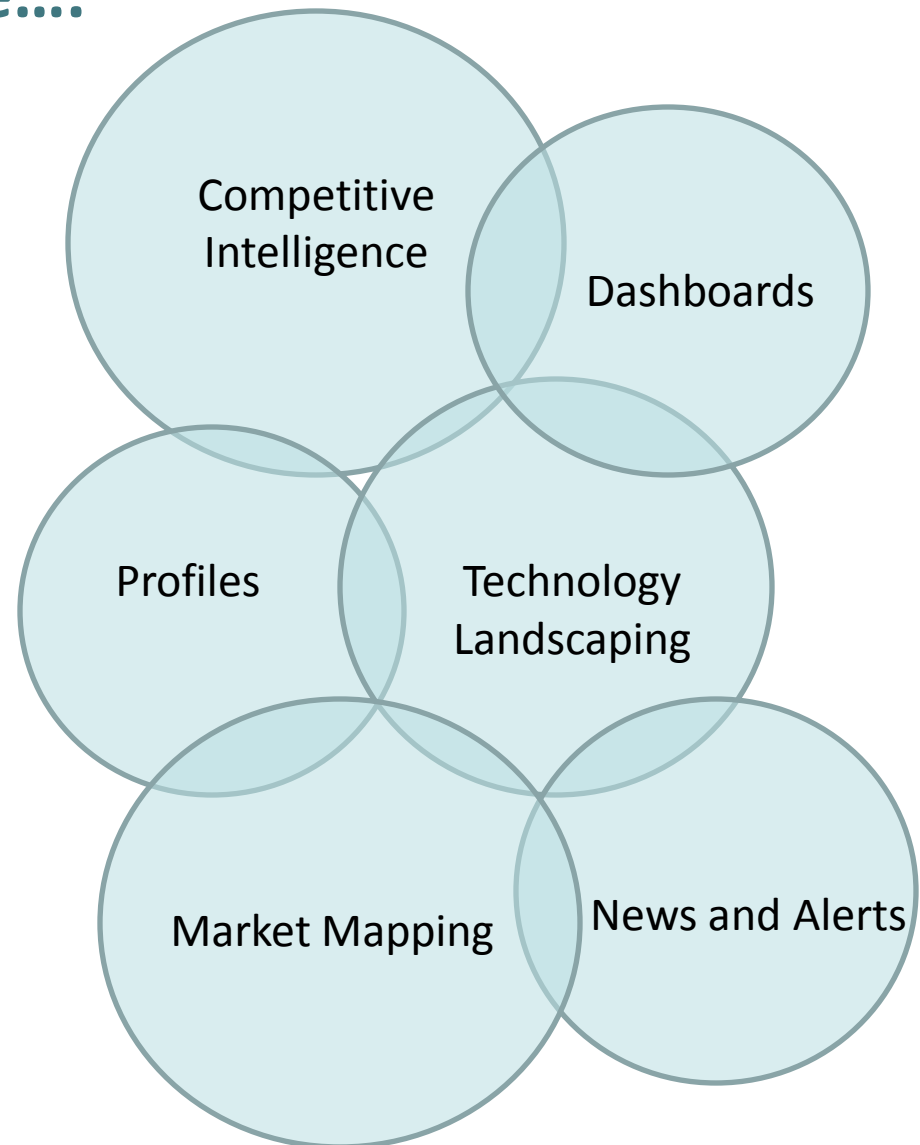 Competitive
Intelligence
Dashboards
Profiles
Technology
Landscaping
Market Mapping
News and Alerts